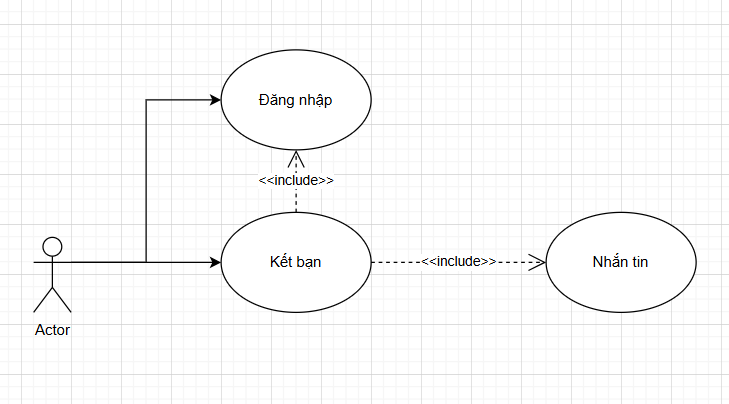 Đăng nhập
<<include>>
Kết bạn
<<include>>
Nhắn tin
Actor